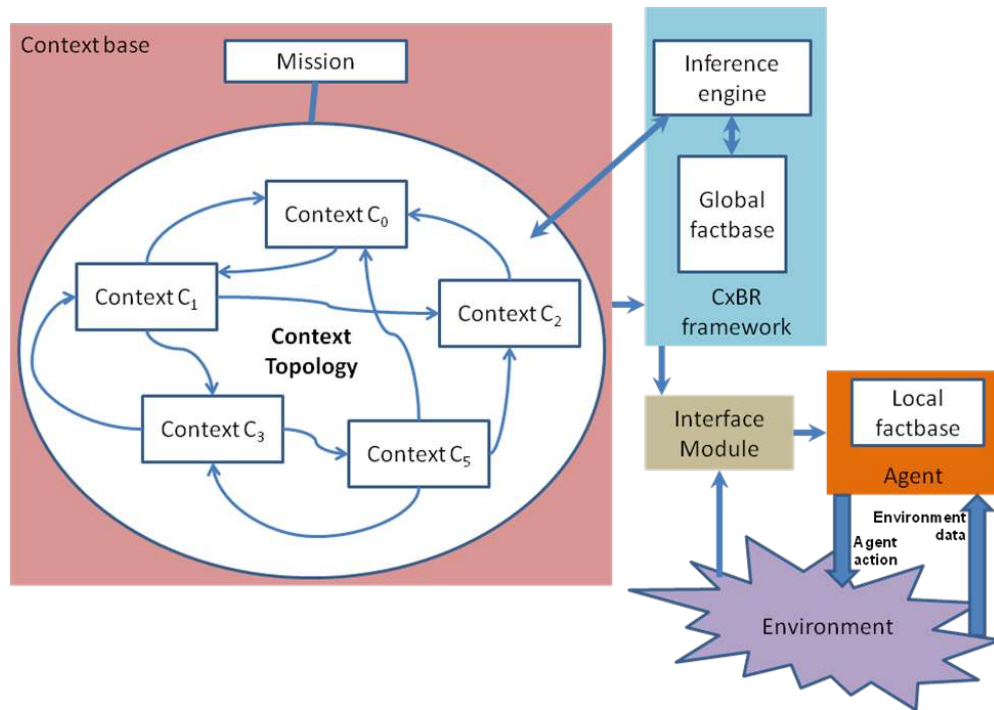 Context base
Mission
Context C₀
Context C₁
Context C₂
Context
Topology
Context C₃
Context C₅
Inference
engine
Global
factbase
CxBR
framework
Interface
Module
Local
factbase
Agent
Environment
data
Agent
action
Environment